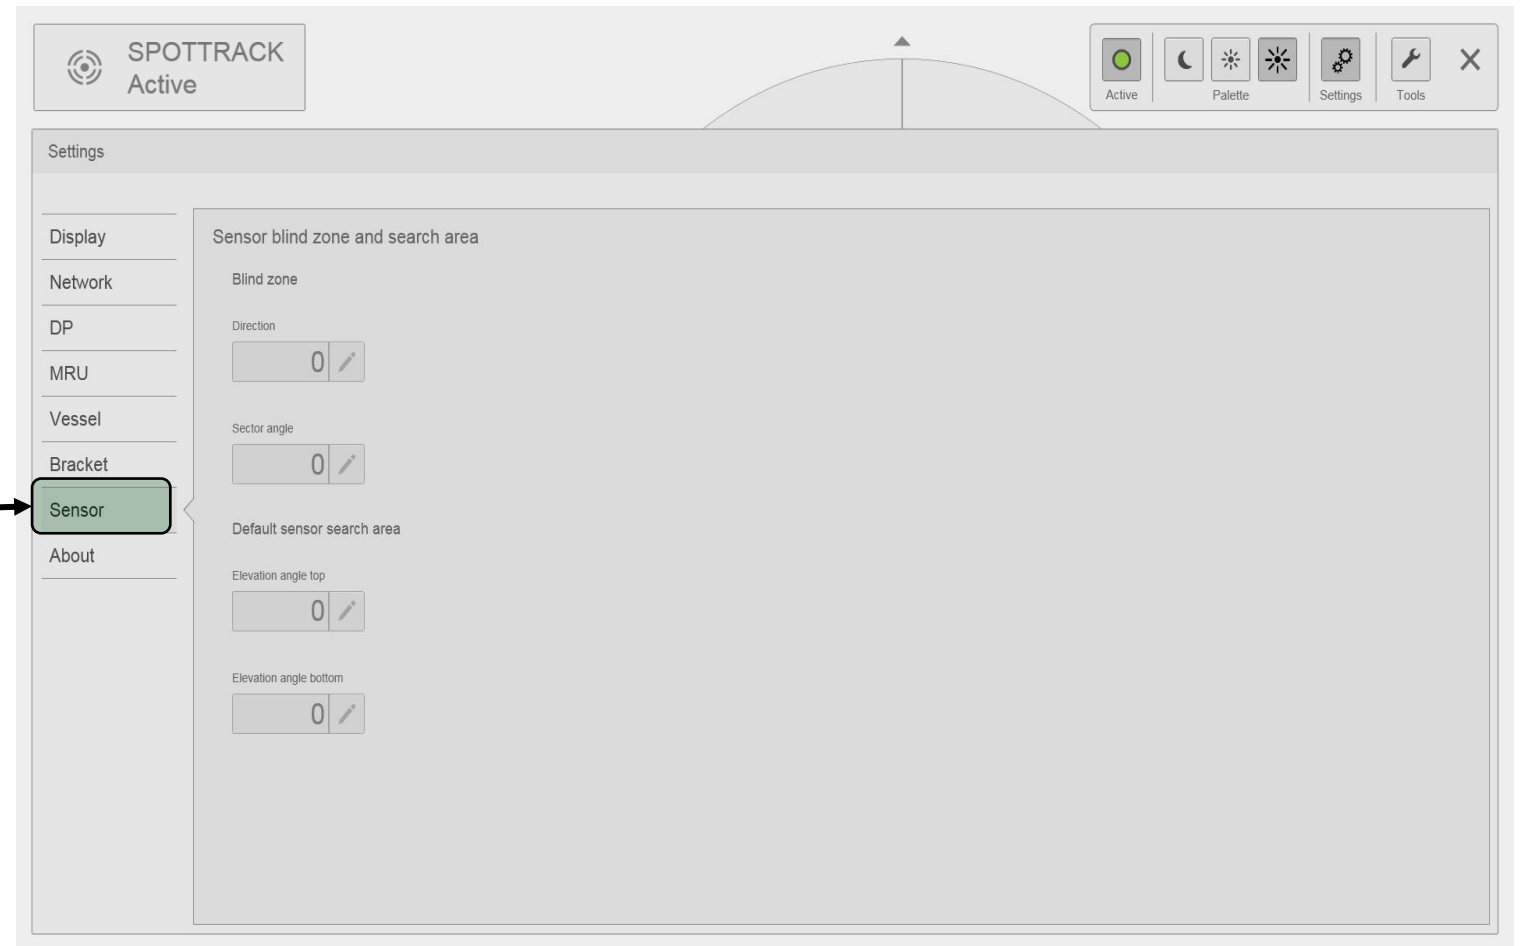 SPOTTRACK
Active
Active
Palette
Settings
Tools
Settings
Display
Network
DP
MRU
Vessel
Bracket
Sensor
About
Sensor blind zone and search area
Blind zone
Direction
0
Sector angle
0
Default sensor search area
Elevation angle top
0
Elevation angle bottom
0